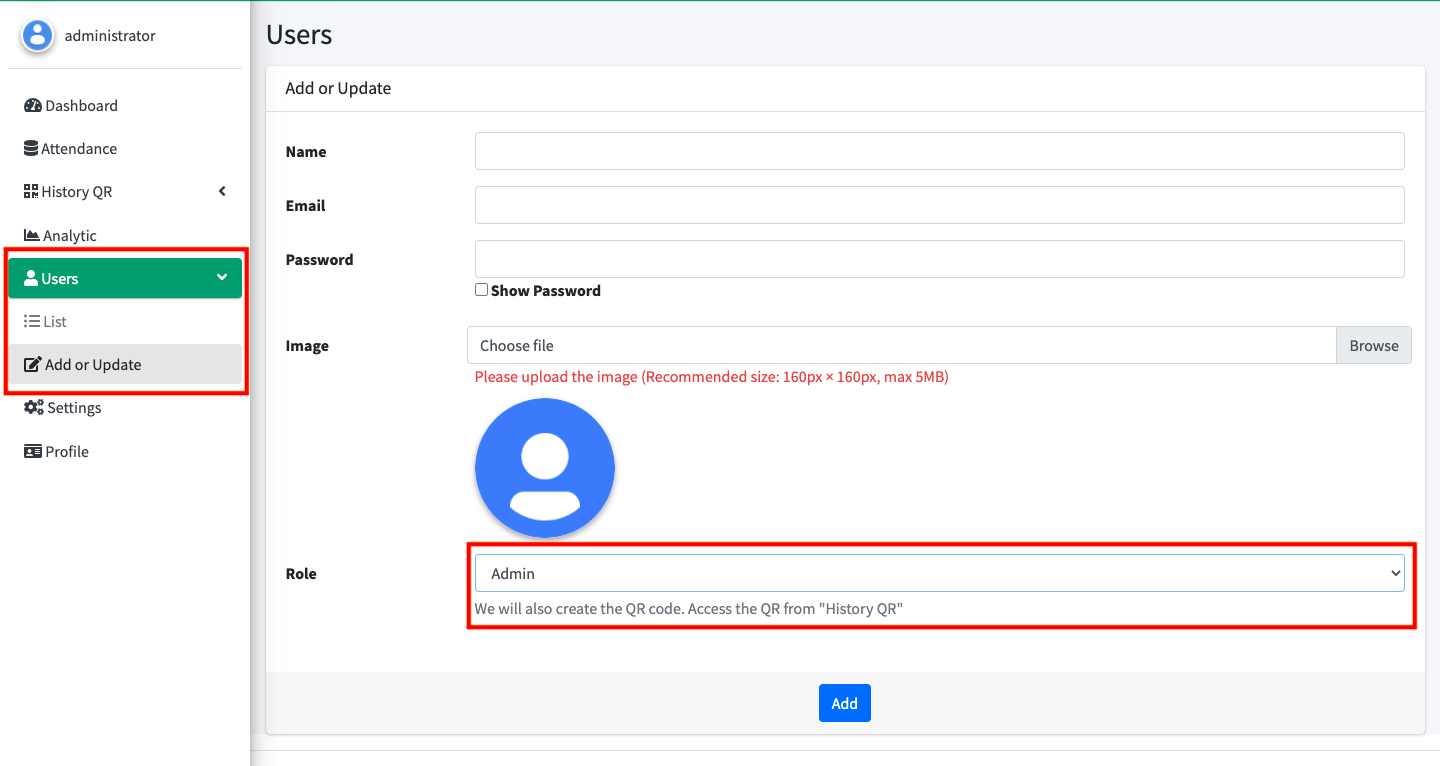 administrator
Dashboard
Attendance
History QR
Analytic
Users
List
Add or Update
Settings
Profile
Users
Add or Update
Name
Email
Password
Show Password
Image
Choose file
Browse
Please upload the image (Recommended size: 160px × 160px, max 5MB)
Role
Admin
We will also create the QR code. Access the QR from "History QR"
Add